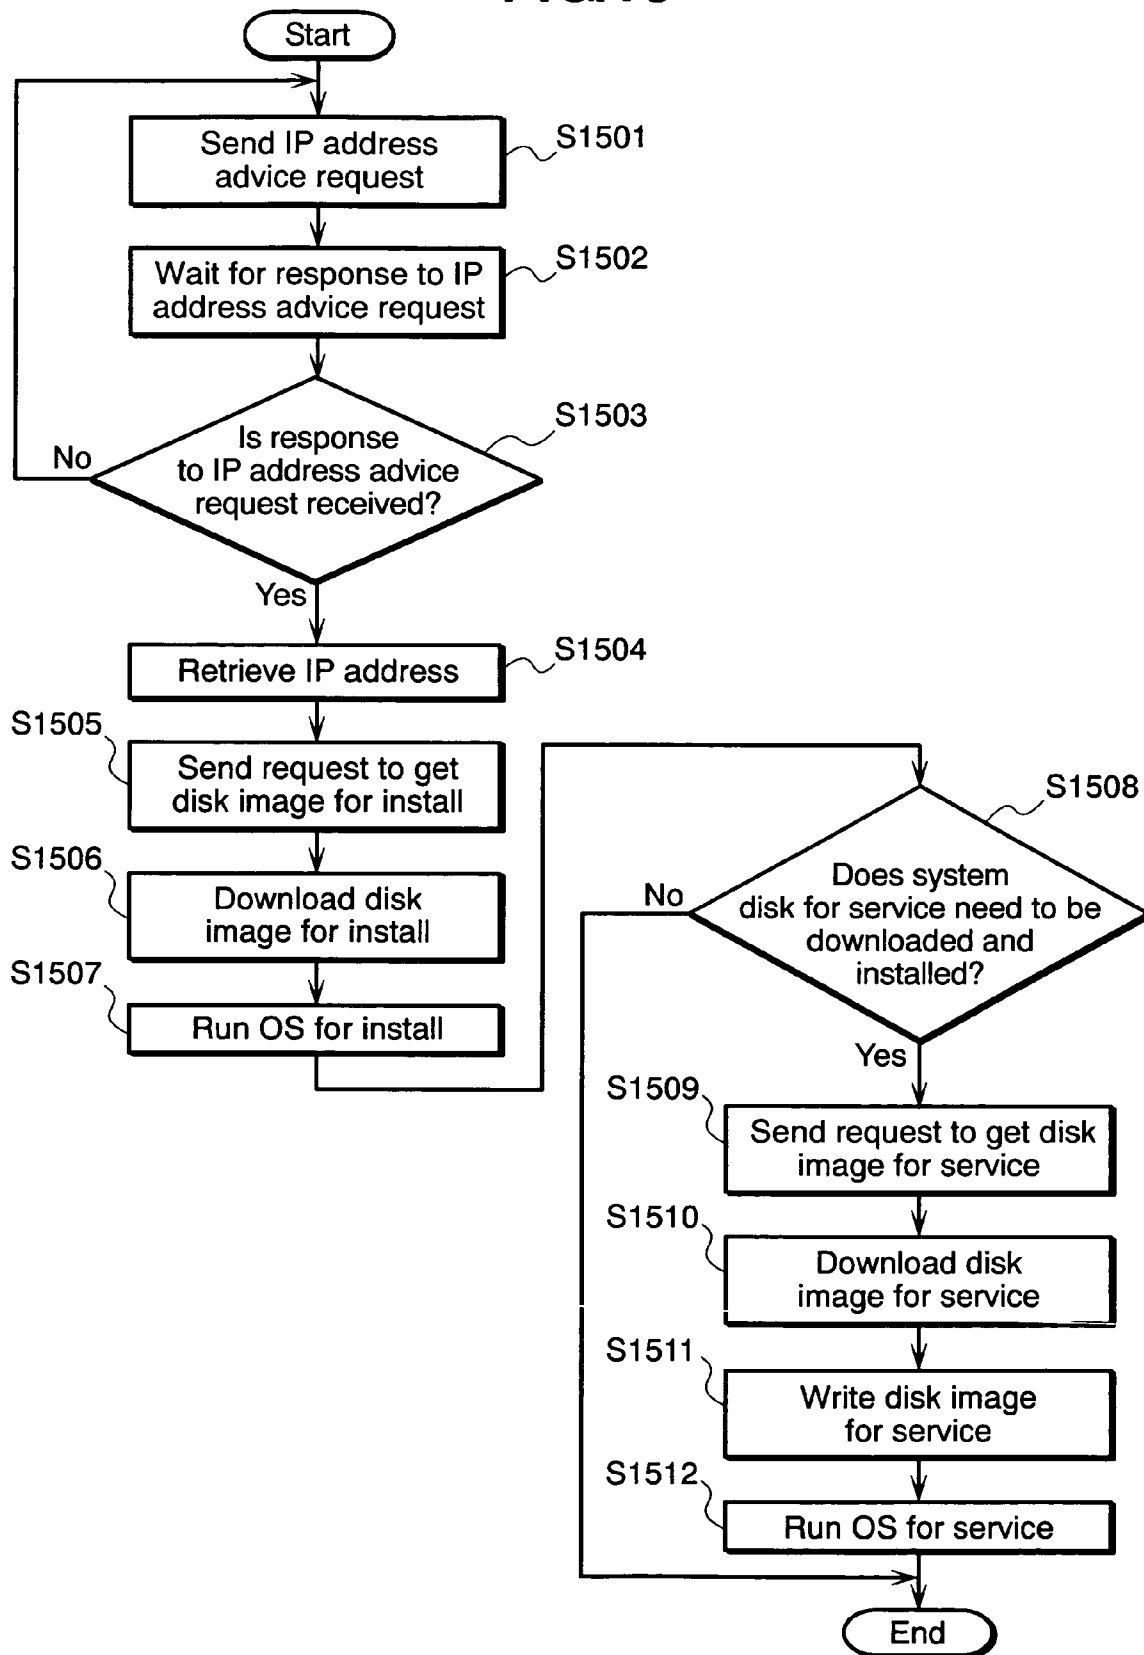 Start
Send IP address
advice request
S1501
Wait for response to IP
address advice request
S1502
Is response
to IP address advice
request received?
S1503
No
Yes
Retrieve IP address
S1504
S1505
Send request to get
disk image for install
S1506
Download disk
image for install
S1507
Run OS for install
S1508
Does system
disk for service need to be
downloaded and
installed?
No
Yes
S1509
Send request to get disk
image for service
S1510
Download disk
image for service
S1511
Write disk image
for service
S1512
Run OS for service
End